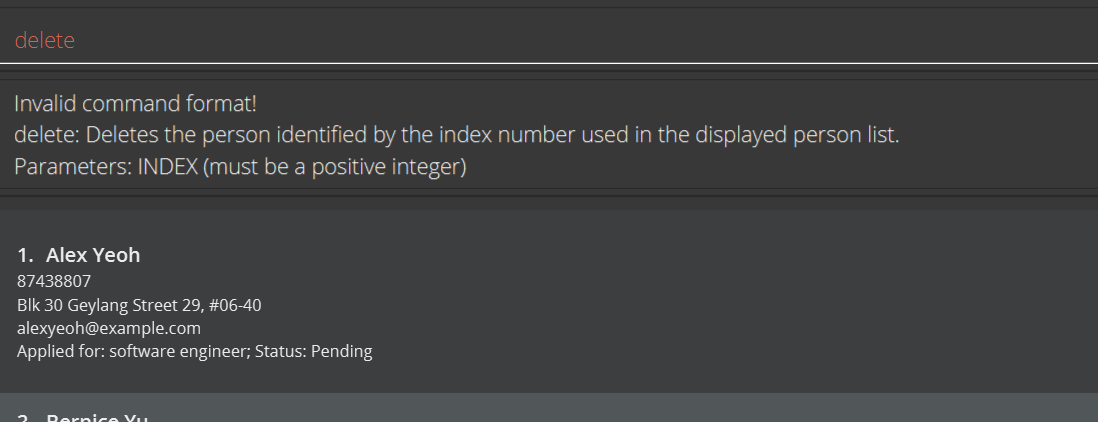 delete
Invalid command format!
delete: Deletes the person identified by the index number used in the displayed person list.
Parameters: INDEX (must be a positive integer)
1. Alex Yeoh
87438807
Blk 30 Geylang Street 29, #06-40
alexyeoh@example.com
Applied for: software engineer; Status: Pending
2. Bernice Yu